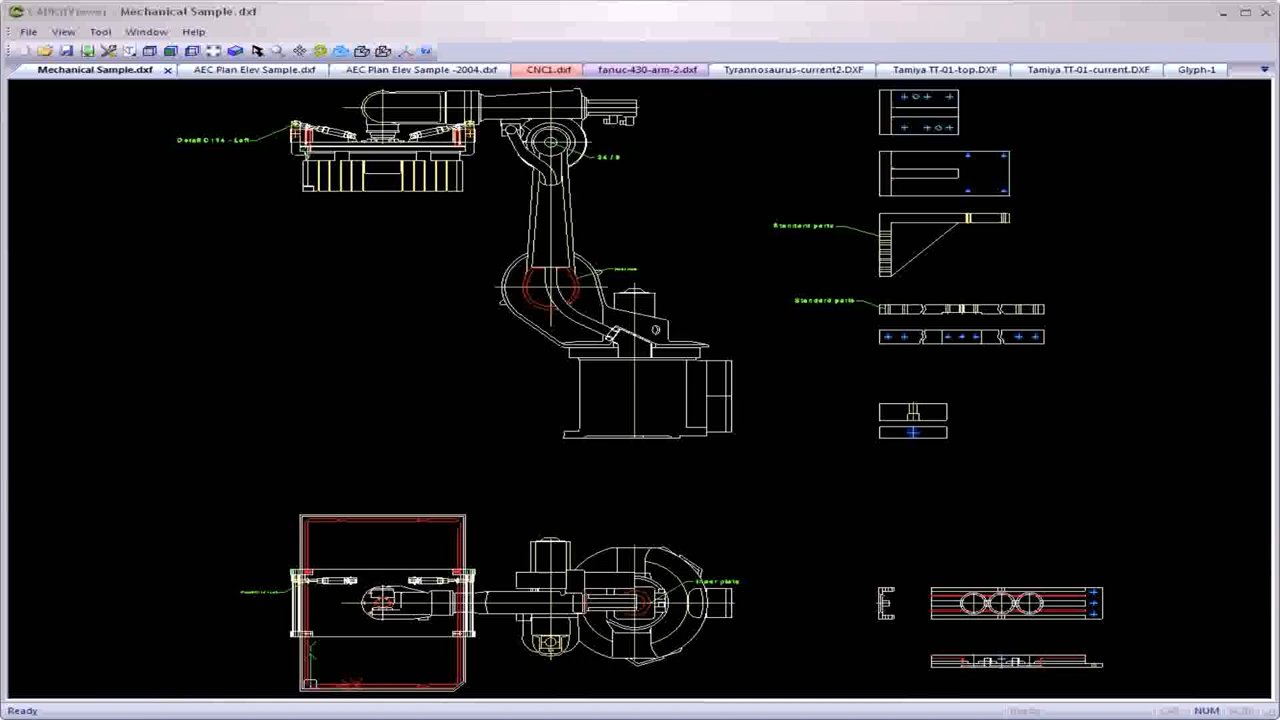 CADKitViewer - Mechanical Sample.dxf
File View Tool Window Help
Mechanical Sample.dxf AEC Plan Elev Sample.dxf AEC Plan Elev Sample -2004.dxf CNC1.dxf fanuc-430-arm-2.dxf Tyrannosaurus-current2.DXF Tamiya TT-01-top.DXF Tamiya TT-01-current.DXF Glyph-1
Standard parts
Standard parts
Ready NUM